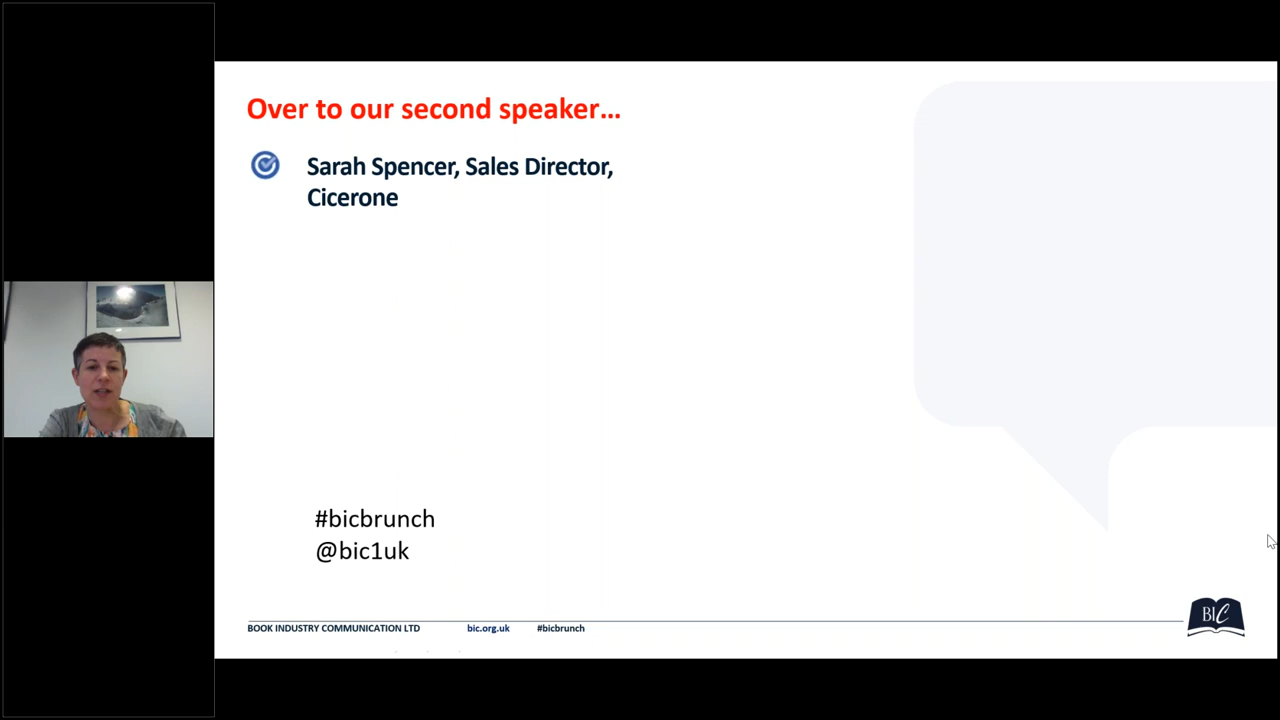 Over to our second speaker...
Sarah Spencer, Sales Director,
Cicerone
#bicbrunch
@bic1uk
BOOK INDUSTRY COMMUNICATION LTD bic.org.uk #bicbrunch
BIC